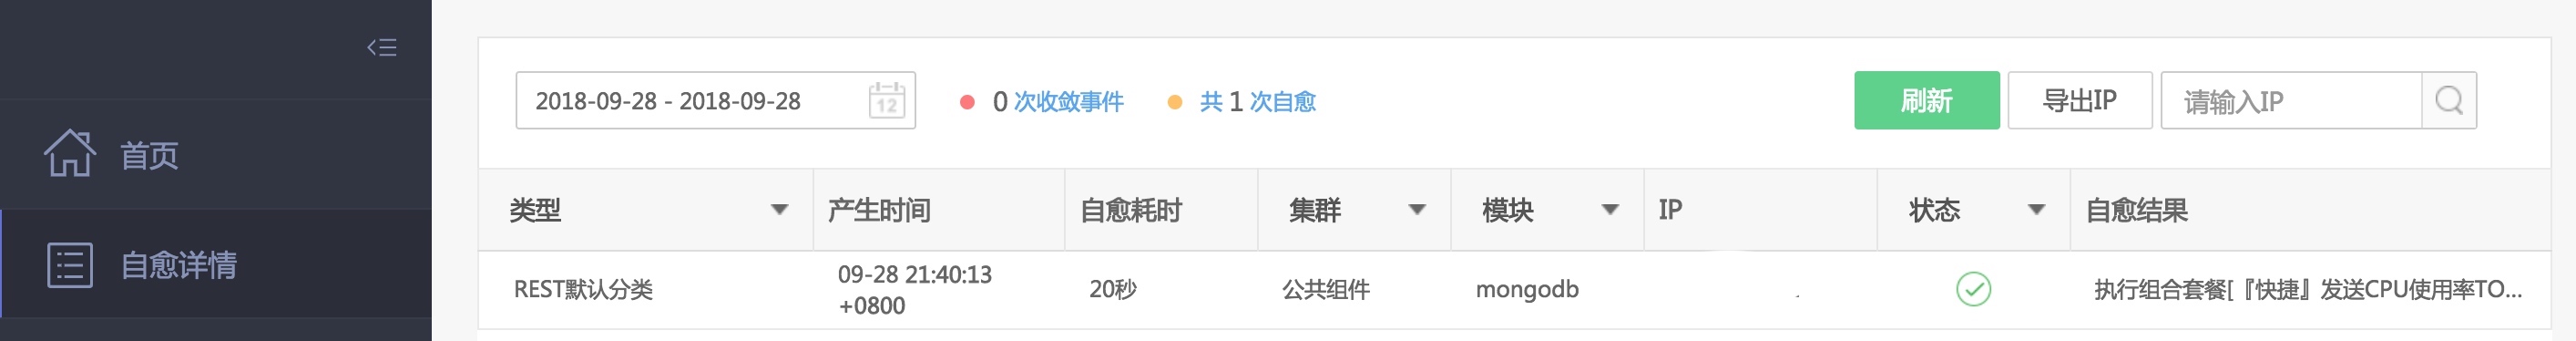 首页
自愈详情
2018-09-28 - 2018-09-28
12
0 次收敛事件
共 1 次自愈
刷新
导出IP
请输入IP
类型
产生时间
自愈耗时
集群
模块
IP
状态
自愈结果
REST默认分类
09-28 21:40:13
+0800
20秒
公共组件
mongodb
执行组合套餐[『快捷』发送CPU使用率TO...